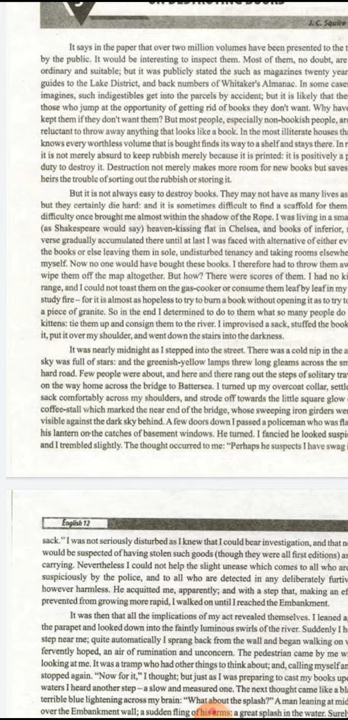 ON DESTROYING BOOKS
J. C. Squire
It says in the paper that over two million volumes have been presented to the t
by the public. It would be interesting to inspect them. Most of them, no doubt, are
ordinary and suitable; but it was publicly stated the such as magazines twenty year
guides to the Lake District, and back numbers of Whitaker's Almanac. In some case
imagines, such indigestibles get into the parcels by accident; but it is likely that the
those who jump at the opportunity of getting rid of books they don't want. Why hav
kept them if they don't want them? But most people, especially non-bookish people, ar
reluctant to throw away anything that looks like a book. In the most illiterate houses th
knows every worthless volume that is bought finds its way to a shelf and stays there. In r
it is not merely absurd to keep rubbish merely because it is printed: it is positively a p
duty to destroy it. Destruction not merely makes more room for new books but saves
heirs the trouble of sorting out the rubbish or storing it.
But it is not always easy to destroy books. They may not have as many lives as
but they certainly die hard: and it is sometimes difficult to find a scaffold for them
difficulty once brought me almost within the shadow of the Rope. I was living in a sma
(as Shakespeare would say) heaven-kissing flat in Chelsea, and books of inferior,
verse gradually accumulated there until at last I was faced with alternative of either ev
the books or else leaving them in sole, undisturbed tenancy and taking rooms elsewhe
myself. Now no one would have bought these books. I therefore had to throw them aw
wipe them off the map altogether. But how? There were scores of them. I had no ki
range, and I could not toast them on the gas-cooker or consume them leaf by leaf in my
study fire – for it is almost as hopeless to try to burn a book without opening it as to try to
a piece of granite. So in the end I determined to do to them what so many people do
kittens: tie them up and consign them to the river. I improvised a sack, stuffed the book
it, put it over my shoulder, and went down the stairs into the darkness.
It was nearly midnight as I stepped into the street. There was a cold nip in the a
sky was full of stars: and the greenish-yellow lamps threw long gleams across the sm
hard road. Few people were about, and here and there rang out the steps of solitary tra
on the way home across the bridge to Battersea. I turned up my overcoat collar, settle
sack comfortably across my shoulders, and strode off towards the little square glow
coffee-stall which marked the near end of the bridge, whose sweeping iron girders wer
visible against the dark sky behind. A few doors down I passed a policeman who was fla
his lantern on the catches of basement windows. He turned. I fancied he looked suspi
and I trembled slightly. The thought occurred to me: "Perhaps he suspects I have swag
English 12
sack." I was not seriously disturbed as I knew that I could bear investigation, and that n
would be suspected of having stolen such goods (though they were all first editions) as
carrying. Nevertheless I could not help the slight unease which comes to all who are
suspiciously by the police, and to all who are detected in any deliberately furtiv
however harmless. He acquitted me, apparently; and with a step that, making an ef
prevented from growing more rapid, I walked on until I reached the Embankment.
It was then that all the implications of my act revealed themselves. I leaned a
the parapet and looked down into the faintly luminous swirls of the river. Suddenly I h
step near me; quite automatically I sprang back from the wall and began walking on v
fervently hoped, an air of rumination and unconcern. The pedestrian came by me w
looking at me. It was a tramp who had other things to think about; and, calling myself ar
stopped again. "Now for it," I thought; but just as I was preparing to cast my books up
waters I heard another step – a slow and measured one. The next thought came like a bl
terrible blue lightening across my brain: "What about the splash?" A man leaning at mi
over the Embankment wall; a sudden fling of his arms: a great splash in the water. Surel